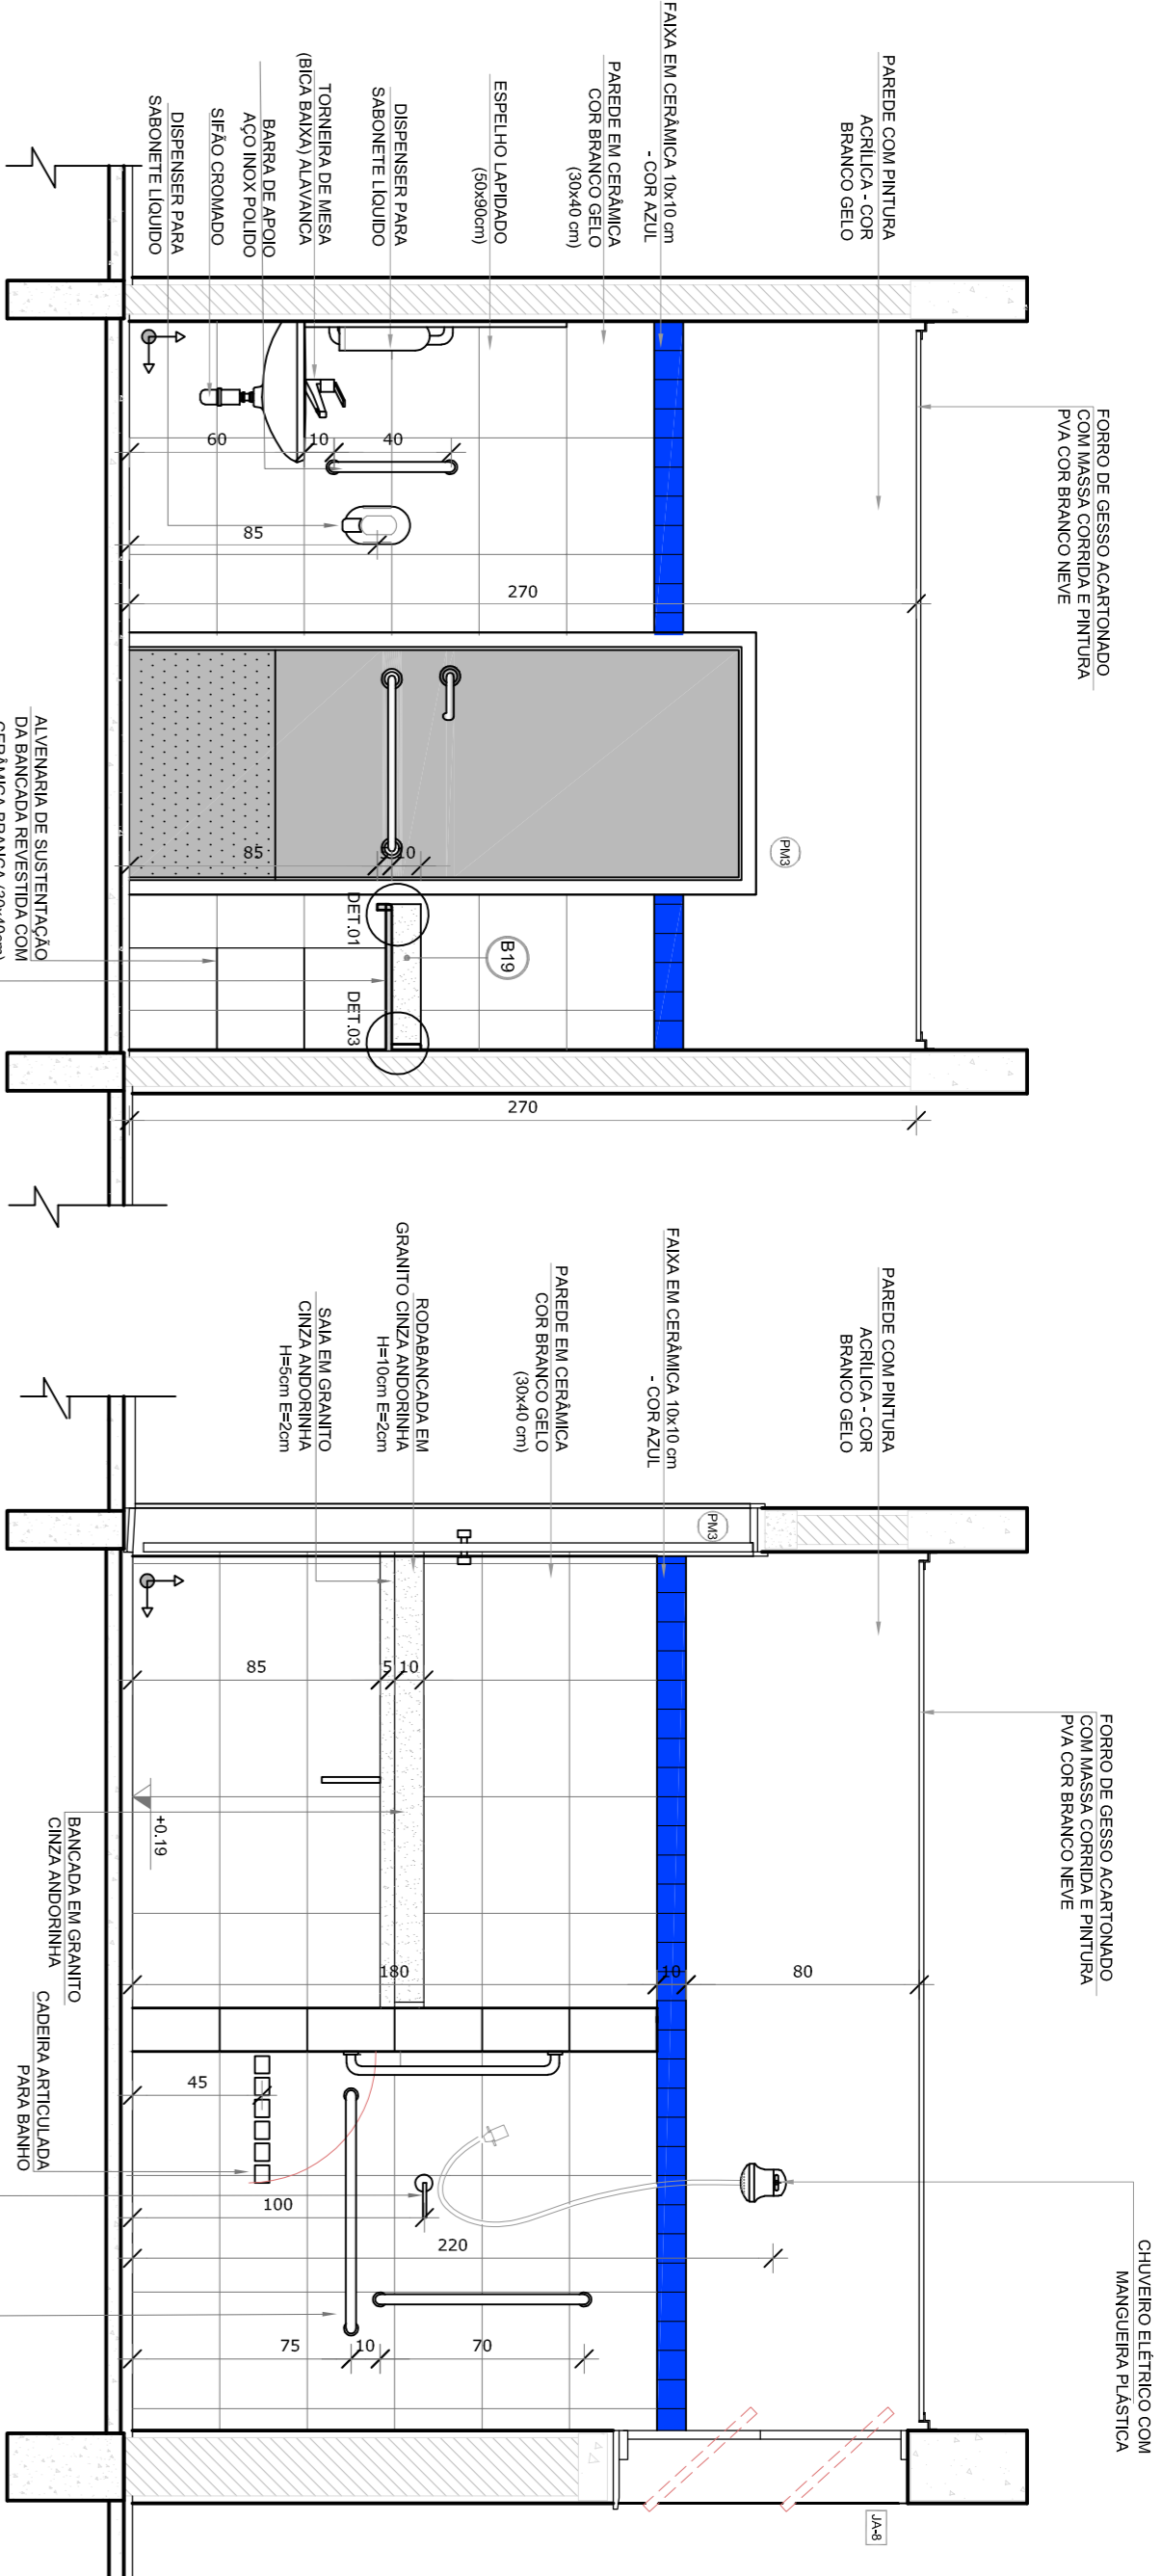 FORRO DE GESSO ACARTONADO
COM MASSA CORRIDA E PINTURA
PVA COR BRANCO NEVE
PAREDE COM PINTURA
ACRÍLICA - COR
BRANCO GELO
FAIXA EM CERÂMICA 10x10 cm
- COR AZUL
PAREDE EM CERÂMICA
COR BRANCO GELO
(30x40 cm)
ESPELHO LAPIDADO
(50x90cm)
DISPENSER PARA
SABONETE LÍQUIDO
TORNEIRA DE MESA
(BICA BAIXA) ALAVANCA
BARRA DE APOIO
AÇO INOX POLIDO
SIFÃO CROMADO
DISPENSER PARA
SABONETE LÍQUIDO
60
10
40
85
270
PM3
85
10
DET.01
B19
DET.03
270
ALVENARIA DE SUSTENTAÇÃO
DA BANCADA REVESTIDA COM
CERÂMICA BRANCA (30x40cm)
CHUVEIRO ELÉTRICO COM
MANGUEIRA PLÁSTICA
FORRO DE GESSO ACARTONADO
COM MASSA CORRIDA E PINTURA
PVA COR BRANCO NEVE
PAREDE COM PINTURA
ACRÍLICA - COR
BRANCO GELO
FAIXA EM CERÂMICA 10x10 cm
- COR AZUL
PAREDE EM CERÂMICA
COR BRANCO GELO
(30x40 cm)
RODABANCADA EM
GRANITO CINZA ANDORINHA
H=10cm E=2cm
SAIA EM GRANITO
CINZA ANDORINHA
H=5cm E=2cm
PM3
85
5
10
+0.19
180
10
80
45
100
220
75
10
70
JA-8
BANCADA EM GRANITO
CINZA ANDORINHA
CADEIRA ARTICULADA
PARA BANHO